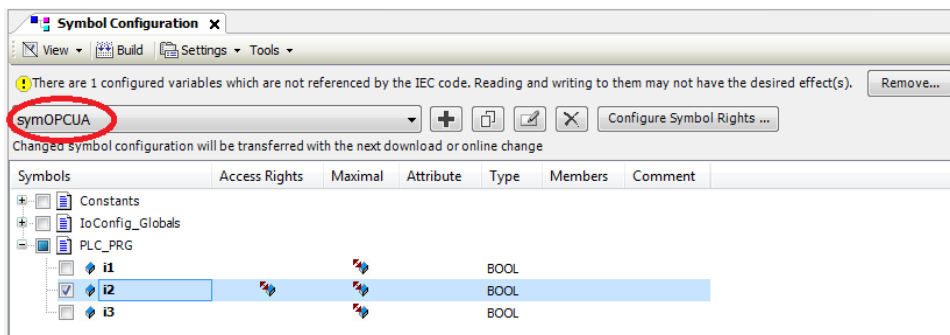 Symbol Configuration X
View Build Settings Tools
There are 1 configured variables which are not referenced by the IEC code. Reading and writing to them may not have the desired effect(s). Remove...
symOPCUA Configure Symbol Rights ...
Changed symbol configuration will be transferred with the next download or online change
Symbols Access Rights Maximal Attribute Type Members Comment
Constants
IoConfig_Globals
PLC_PRG
i1 BOOL
i2 BOOL
i3 BOOL